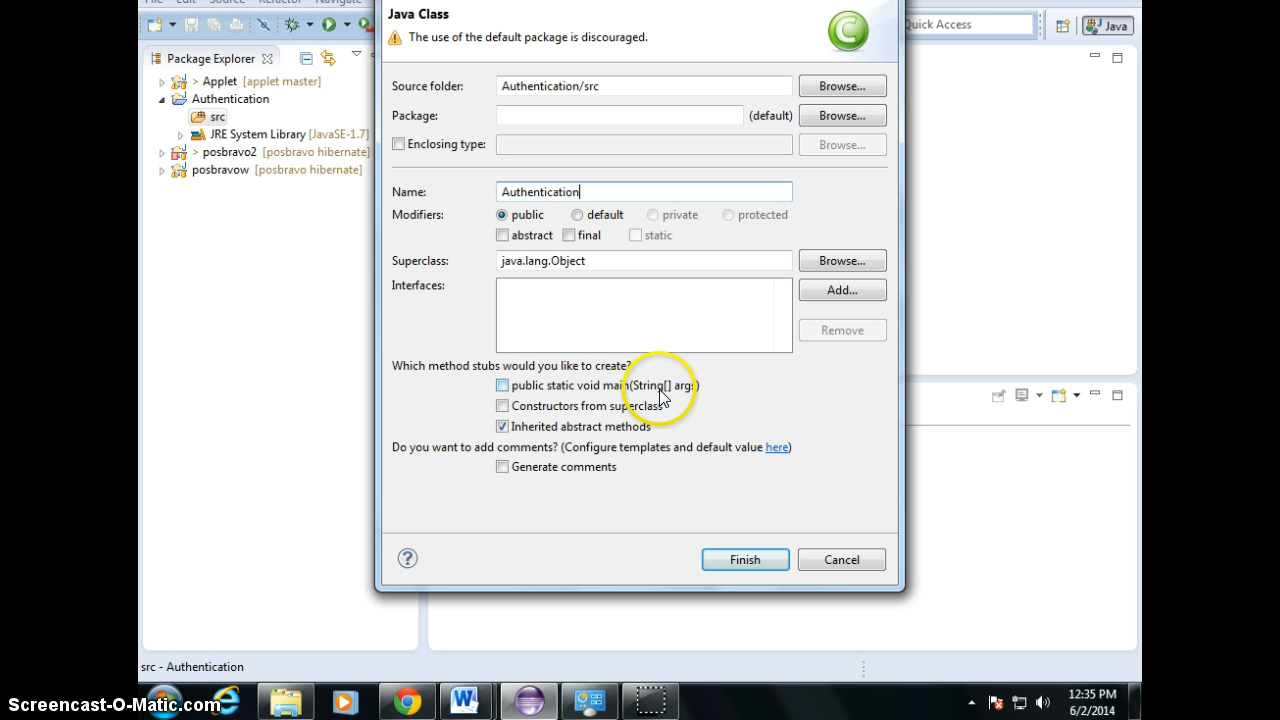 File Edit Source Refactor Navigate
Java Class
The use of the default package is discouraged.
Quick Access
Java
Package Explorer
> Applet [applet master]
Authentication
src
JRE System Library [JavaSE-1.7]
> posbravo2 [posbravo hibernate]
posbravow [posbravo hibernate]
Source folder: Authentication/src Browse...
Package: (default) Browse...
Enclosing type: Browse...
Name: Authentication
Modifiers: public default private protected
abstract final static
Superclass: java.lang.Object Browse...
Interfaces: Add...
Remove
Which method stubs would you like to create?
public static void main(String[] args)
Constructors from superclass
Inherited abstract methods
Do you want to add comments? (Configure templates and default value here)
Generate comments
Finish Cancel
src - Authentication
Screencast-O-Matic.com
12:35 PM
6/2/2014